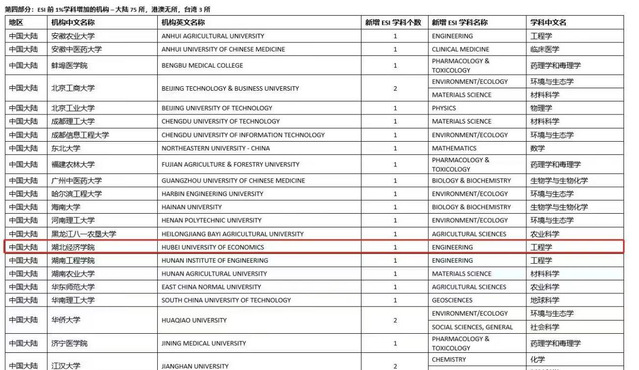 第四部分：ESI 前 1%学科增加的机构 – 大陆 75 所，港澳无所，台湾 3 所
地区 机构中文名称 机构英文名称 新增 ESI 学科个数 新增 ESI 学科名称 学科中文名
中国大陆 安徽农业大学 ANHUI AGRICULTURAL UNIVERSITY 1 ENGINEERING 工程学
中国大陆 安徽中医药大学 ANHUI UNIVERSITY OF CHINESE MEDICINE 1 CLINICAL MEDICINE 临床医学
中国大陆 蚌埠医学院 BENGBU MEDICAL COLLEGE 1 PHARMACOLOGY & TOXICOLOGY 药理学和毒理学
中国大陆 北京工商大学 BEIJING TECHNOLOGY & BUSINESS UNIVERSITY 2 ENVIRONMENT/ECOLOGY 环境与生态学
MATERIALS SCIENCE 材料科学
中国大陆 北京工业大学 BEIJING UNIVERSITY OF TECHNOLOGY 1 PHYSICS 物理学
中国大陆 成都理工大学 CHENGDU UNIVERSITY OF TECHNOLOGY 1 MATERIALS SCIENCE 材料科学
中国大陆 成都信息工程大学 CHENGDU UNIVERSITY OF INFORMATION TECHNOLOGY 1 ENVIRONMENT/ECOLOGY 环境与生态学
中国大陆 东北大学 NORTHEASTERN UNIVERSITY - CHINA 1 MATHEMATICS 数学
中国大陆 福建农林大学 FUJIAN AGRICULTURE & FORESTRY UNIVERSITY 1 PHARMACOLOGY & TOXICOLOGY 药理学和毒理学
中国大陆 广州中医药大学 GUANGZHOU UNIVERSITY OF CHINESE MEDICINE 1 BIOLOGY & BIOCHEMISTRY 生物学与生物化学
中国大陆 哈尔滨工程大学 HARBIN ENGINEERING UNIVERSITY 1 ENVIRONMENT/ECOLOGY 环境与生态学
中国大陆 海南大学 HAINAN UNIVERSITY 1 BIOLOGY & BIOCHEMISTRY 生物学与生物化学
中国大陆 河南理工大学 HENAN POLYTECHNIC UNIVERSITY 1 ENVIRONMENT/ECOLOGY 环境与生态学
中国大陆 黑龙江八一农垦大学 HEILONGJIANG BAYI AGRICULTURAL UNIVERSITY 1 AGRICULTURAL SCIENCES 农业科学
中国大陆 湖北经济学院 HUBEI UNIVERSITY OF ECONOMICS 1 ENGINEERING 工程学
中国大陆 湖南工程学院 HUNAN INSTITUTE OF ENGINEERING 1 ENGINEERING 工程学
中国大陆 湖南农业大学 HUNAN AGRICULTURAL UNIVERSITY 1 MATERIALS SCIENCE 材料科学
中国大陆 华东师范大学 EAST CHINA NORMAL UNIVERSITY 1 AGRICULTURAL SCIENCES 农业科学
中国大陆 华南理工大学 SOUTH CHINA UNIVERSITY OF TECHNOLOGY 1 GEOSCIENCES 地球科学
中国大陆 华侨大学 HUAQIAO UNIVERSITY 2 ENVIRONMENT/ECOLOGY 环境与生态学
SOCIAL SCIENCES, GENERAL 社会科学
中国大陆 济宁医学院 JINING MEDICAL UNIVERSITY 1 PHARMACOLOGY & TOXICOLOGY 药理学和毒理学
中国大陆 江汉大学 JIANGHAN UNIVERSITY 2 CHEMISTRY 化学